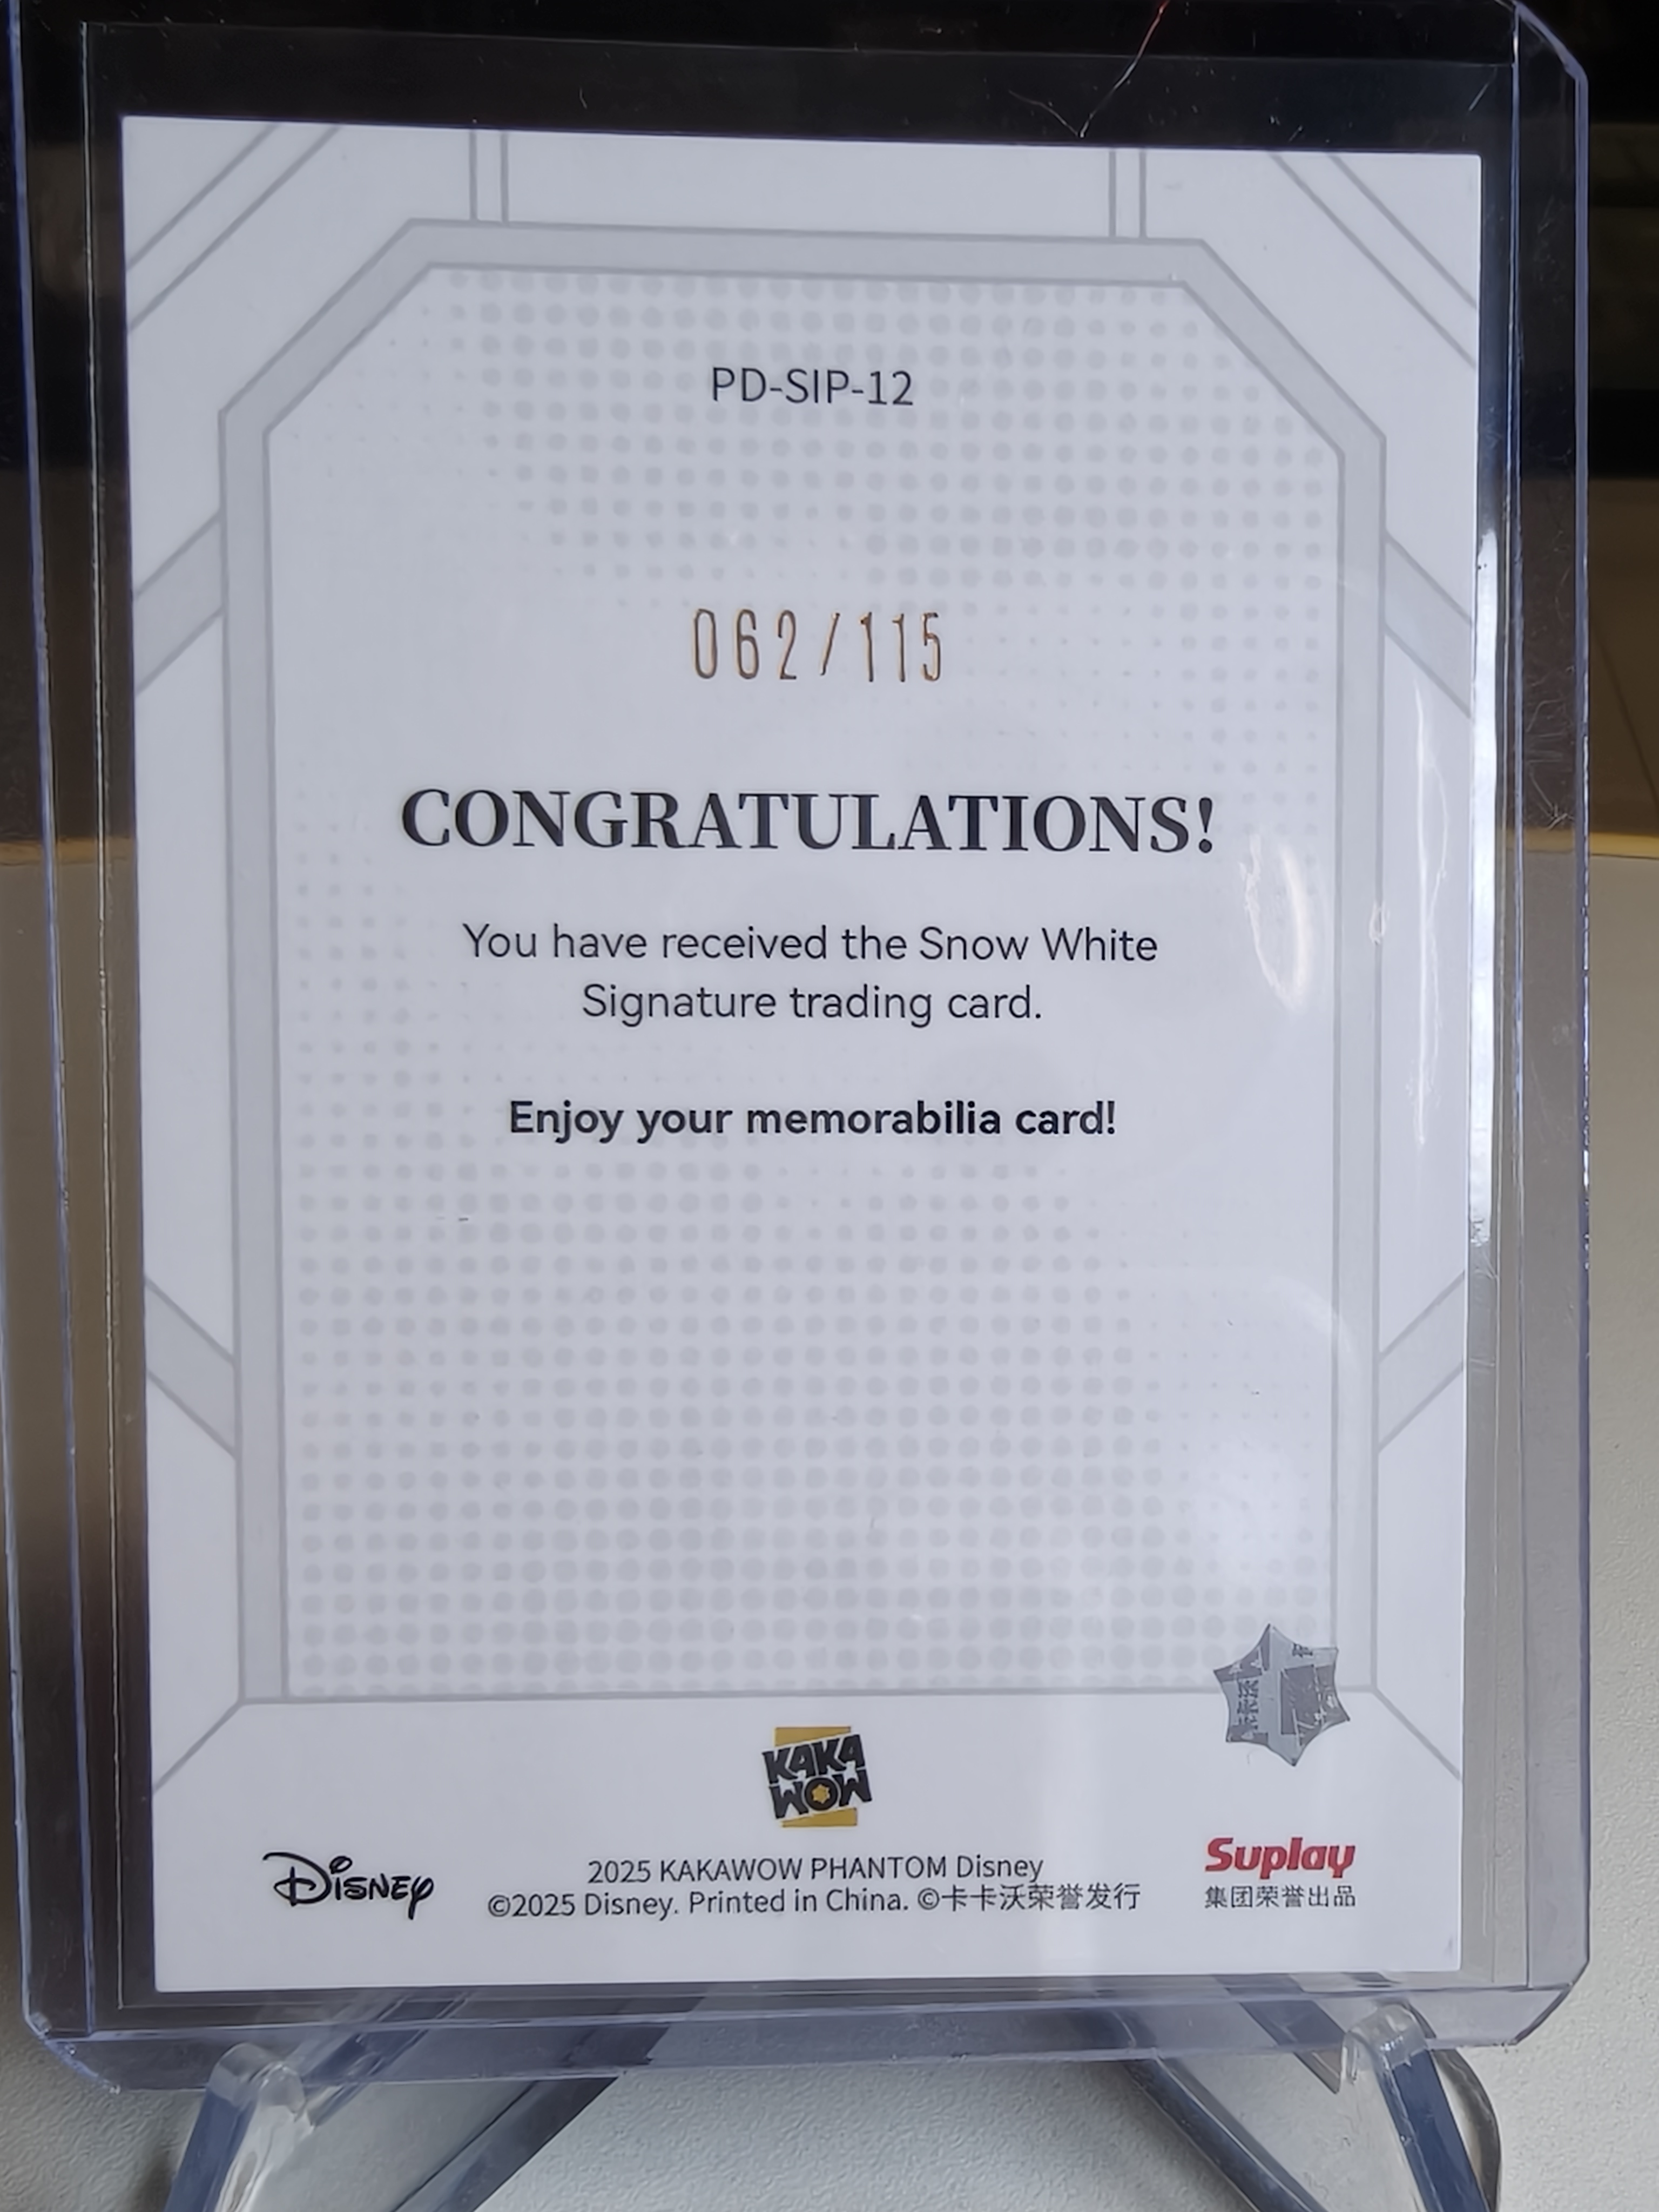 PD-SIP-12
062/115
CONGRATULATIONS!
You have received the Snow White
Signature trading card.
Enjoy your memorabilia card!
KAKA
WOW
Disney
2025 KAKAWOW PHANTOM Disney
©2025 Disney. Printed in China. ©卡卡沃荣誉发行
Suplay
集团荣誉出品